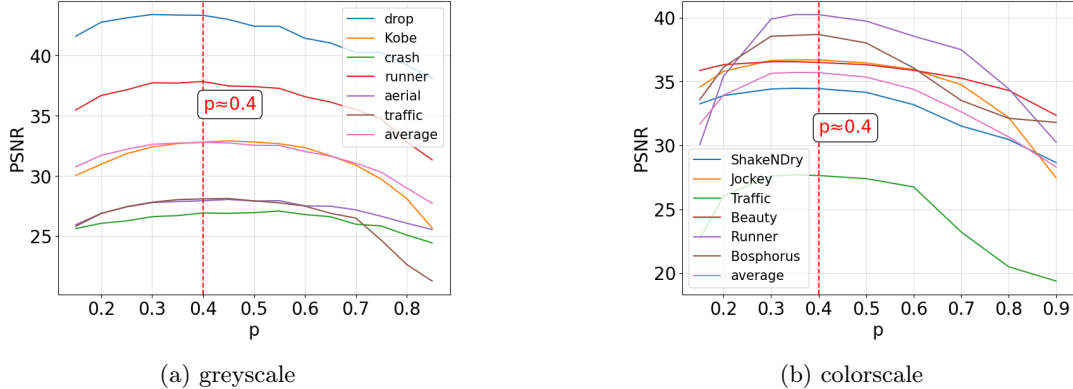 40
35
30
25
PSNR
0.2 0.3 0.4 0.5 0.6 0.7 0.8
p
p≈0.4
drop
Kobe
crash
runner
aerial
traffic
average
(a) greyscale
40
35
30
25
20
PSNR
0.2 0.3 0.4 0.5 0.6 0.7 0.8 0.9
p
p≈0.4
ShakeNDry
Jockey
Traffic
Beauty
Runner
Bosphorus
average
(b) colorscale